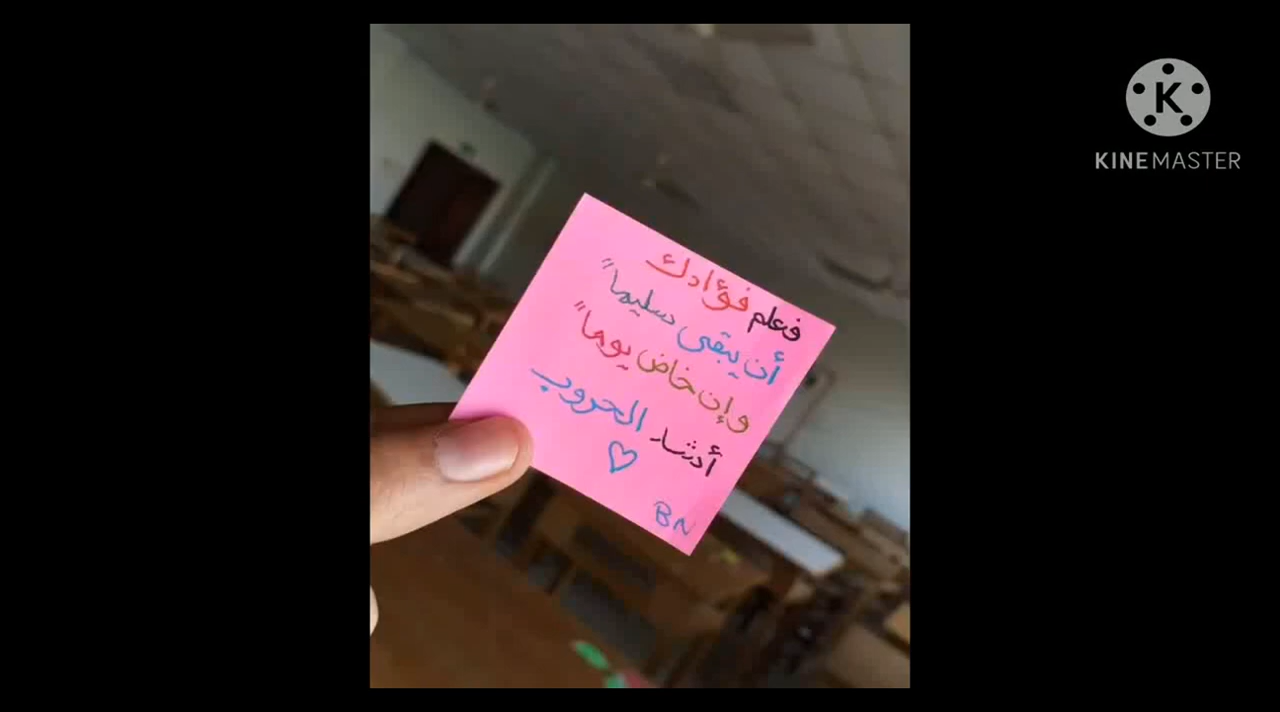 فعلم فؤادك
أن يبقى سليماً
وإن خاض يوماً
أشد الحروب
♡
BN
KINEMASTER